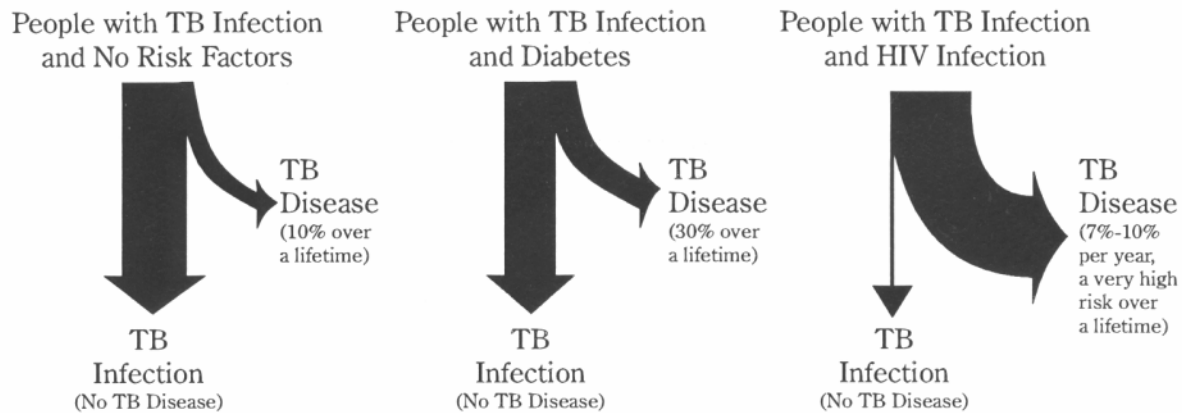 People with TB Infection
and No Risk Factors
TB
Disease
(10% over
a lifetime)
TB
Infection
(No TB Disease)
People with TB Infection
and Diabetes
TB
Disease
(30% over
a lifetime)
TB
Infection
(No TB Disease)
People with TB Infection
and HIV Infection
TB
Disease
(7%-10%
per year,
a very high
risk over
a lifetime)
TB
Infection
(No TB Disease)